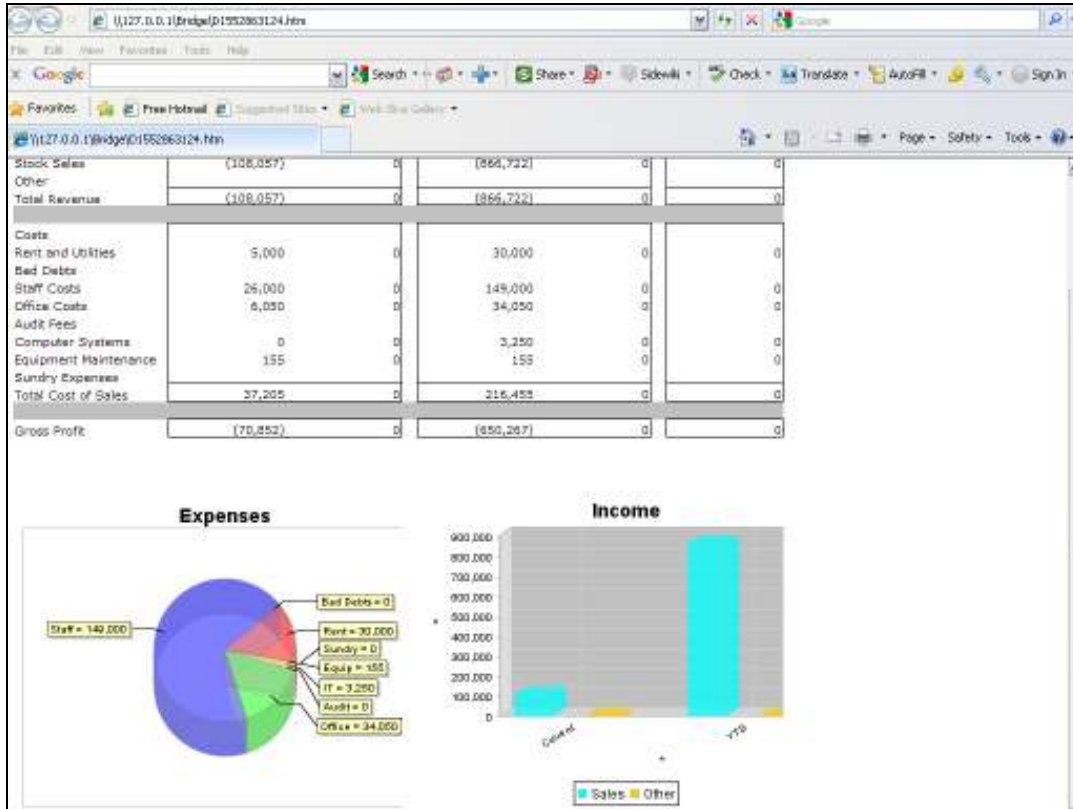 \\127.0.0.1\Bridge\D1552863124.htm Google
File Edit View Favorites Tools Help
x Google Search Share Sidewiki Check Translate AutoFill Sign In
Favorites Free Hotmail Suggested Sites Web Slice Gallery
\\127.0.0.1\Bridge\D1552863124.htm Page Safety Tools
Stock Sales (108,057) 0 (866,722) 0 0
Other
Total Revenue (108,057) 0 (866,722) 0 0
Costs
Rent and Utilities 5,000 0 30,000 0 0
Bad Debts
Staff Costs 26,000 0 149,000 0 0
Office Costs 6,050 0 34,050 0 0
Audit Fees
Computer Systems 0 0 3,250 0 0
Equipment Maintenance 155 0 155 0 0
Sundry Expenses
Total Cost of Sales 37,205 0 216,455 0 0
Gross Profit (70,852) 0 (650,267) 0 0
Expenses
Staff = 149,000
Bad Debts = 0
Rent = 30,000
Sundry = 0
Equip = 155
IT = 3,250
Audit = 0
Office = 34,050
Income
900,000
800,000
700,000
600,000
500,000
400,000
300,000
200,000
100,000
0
Current
YTD
Sales Other